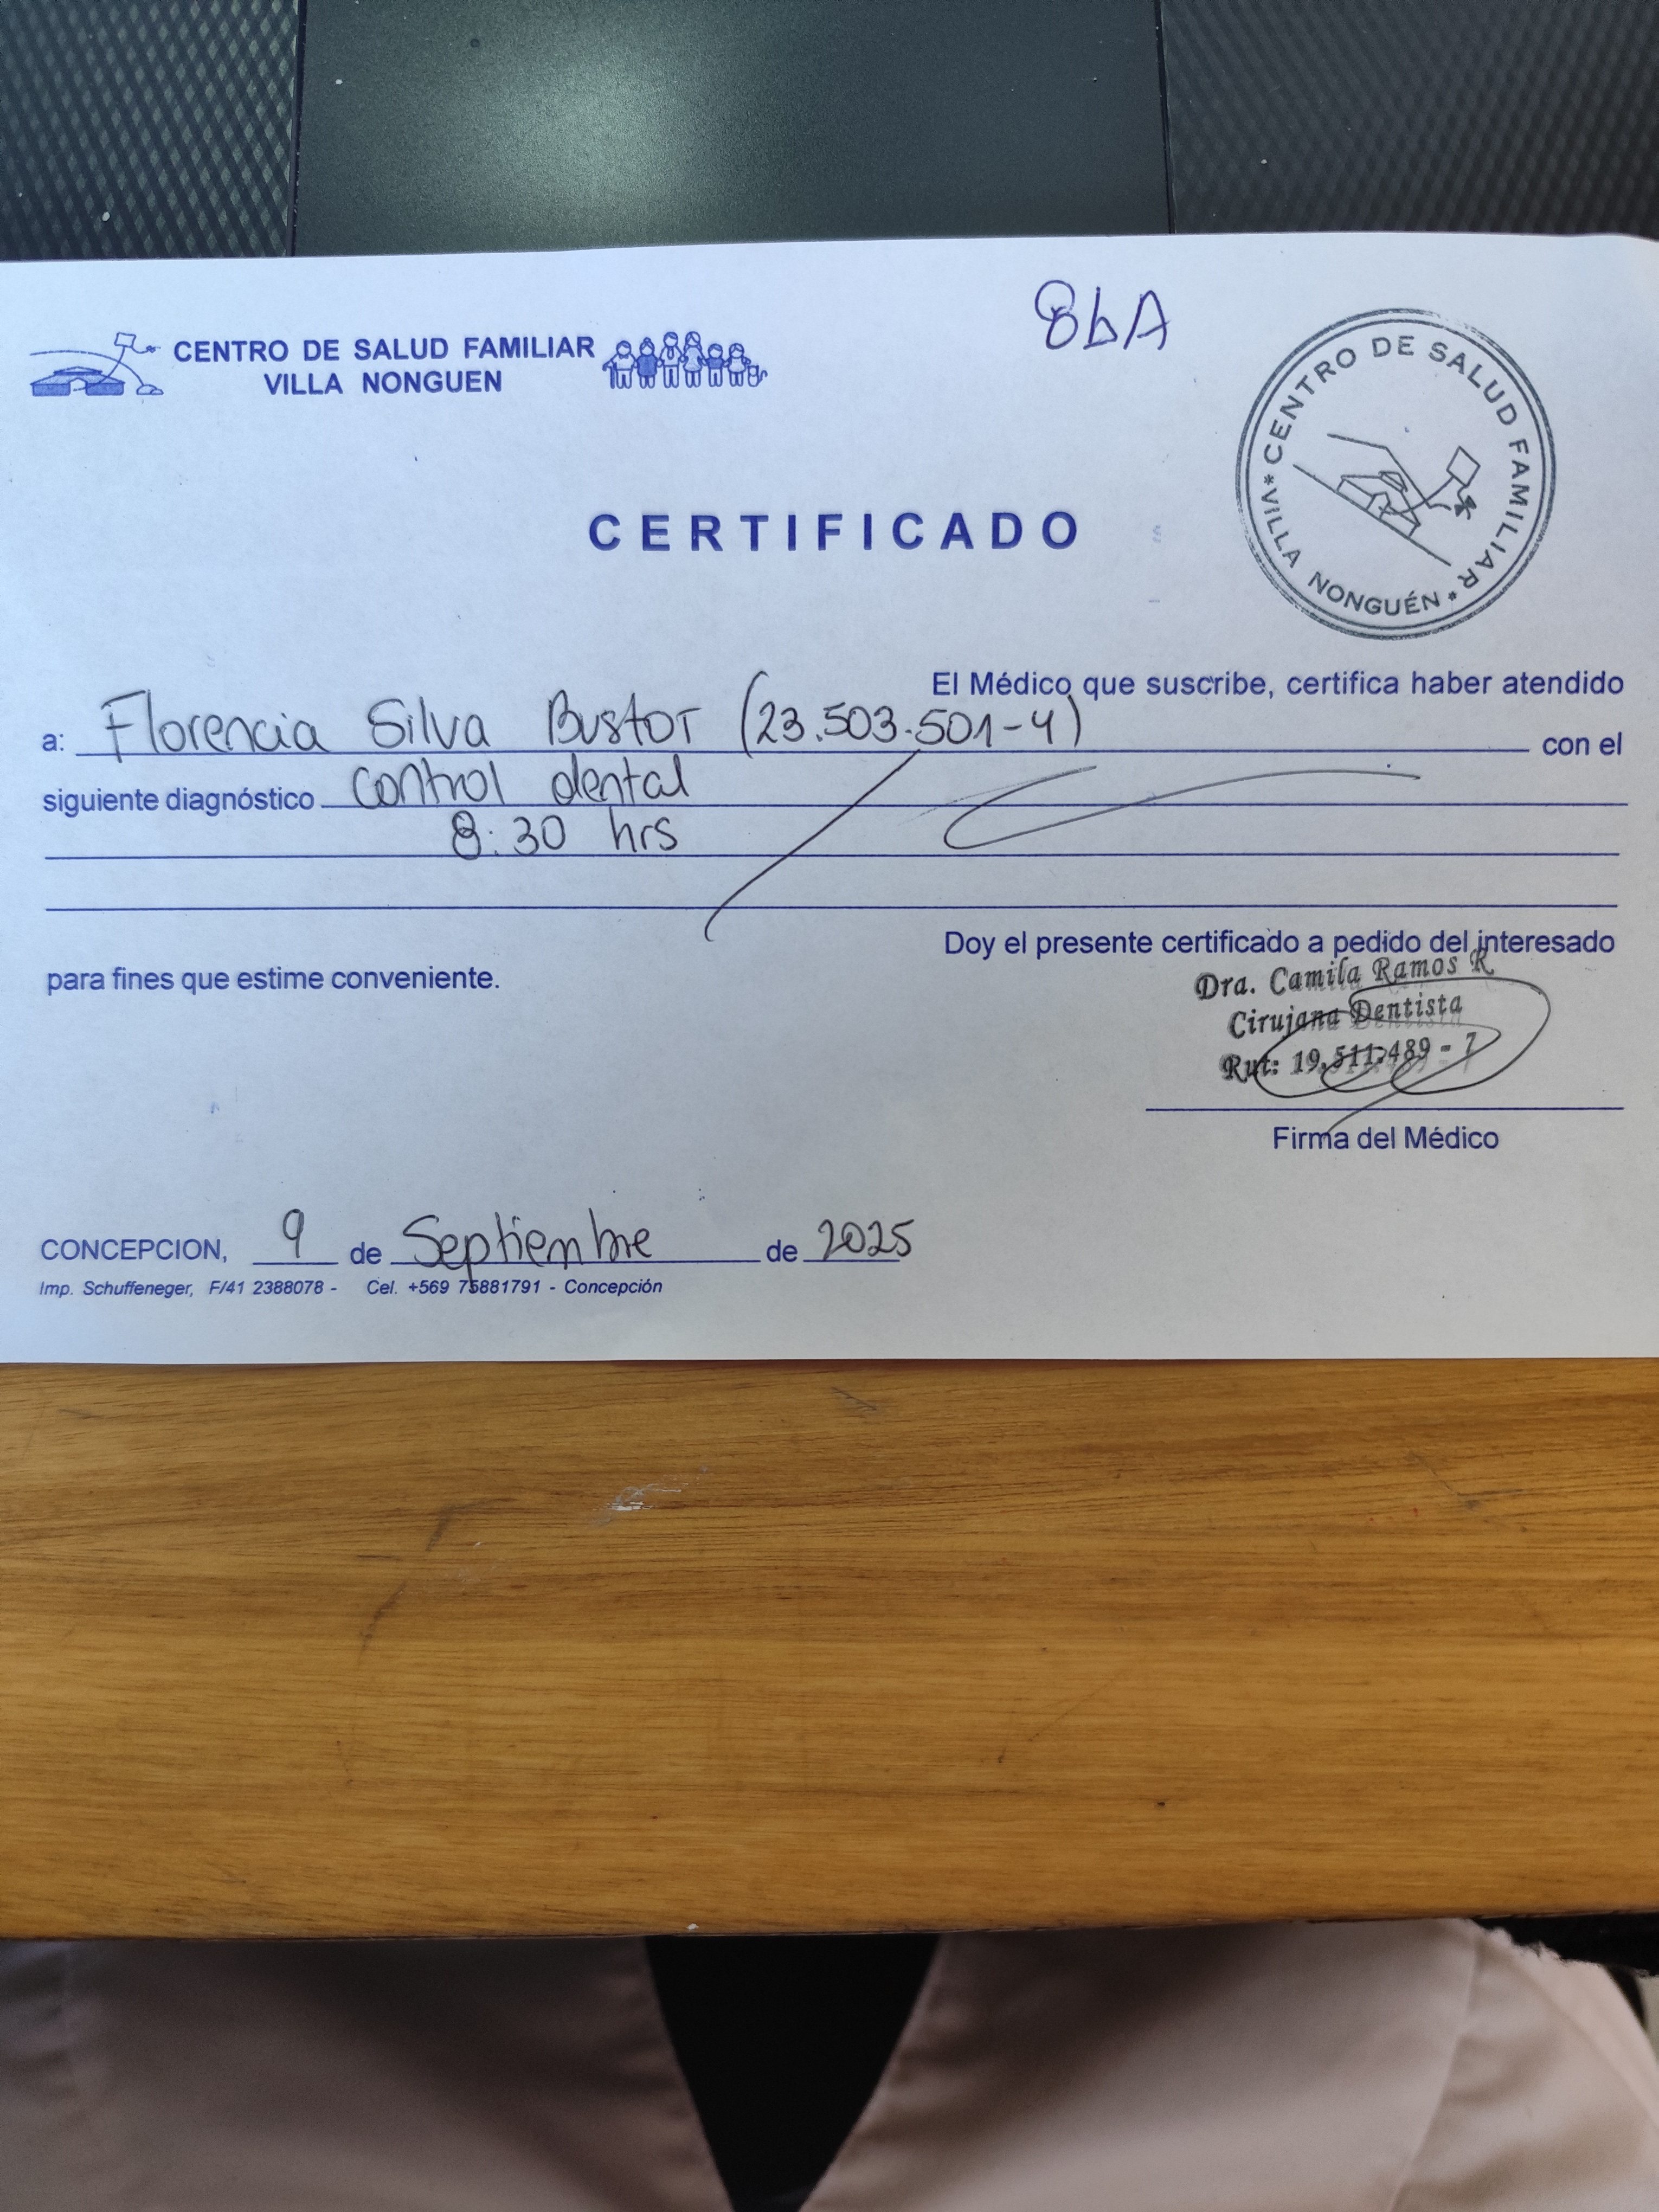 8bA
CENTRO DE SALUD FAMILIAR
VILLA NONGUEN
* CENTRO DE SALUD FAMILIAR * VILLA NONGUÉN
CERTIFICADO
El Médico que suscribe, certifica haber atendido
a: Florencia Silva Bustos (23.503.501-4) con el
siguiente diagnóstico control dental
8:30 hrs
Doy el presente certificado a pedido del interesado
para fines que estime conveniente.
Dra. Camila Ramos R
Cirujana Dentista
Rut: 19.511.489-7
Firma del Médico
CONCEPCION, 9 de Septiembre de 2025
Imp. Schuffeneger, F/41 2388078 - Cel. +569 75881791 - Concepción